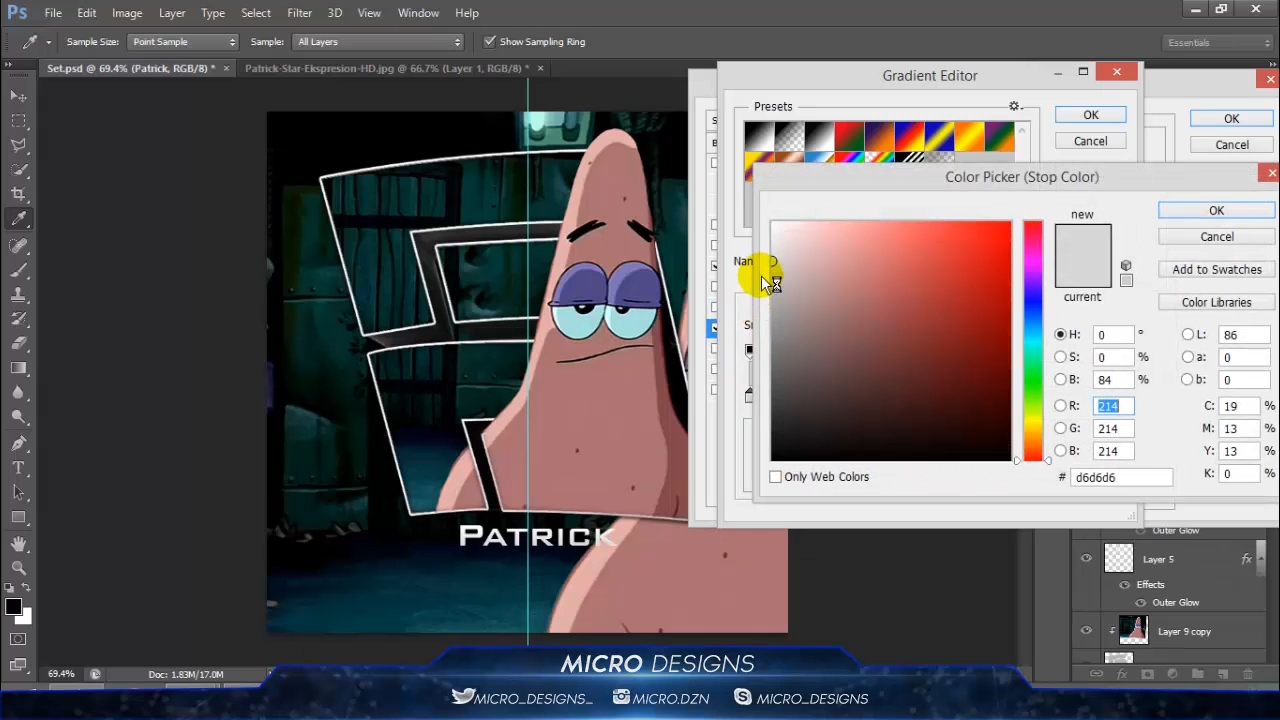 Ps File Edit Image Layer Type Select Filter 3D View Window Help
Sample Size: Point Sample Sample: All Layers Show Sampling Ring Essentials
Set.psd @ 69.4% (Patrick, RGB/8) * × Patrick-Star-Ekspresion-HD.jpg @ 66.7% (Layer 1, RGB/8) * ×
Gradient Editor
Presets
OK
Cancel
OK
Cancel
Color Picker (Stop Color)
new
current
OK
Cancel
Add to Swatches
Color Libraries
H: 0 °
S: 0 %
B: 84 %
R: 214
G: 214
B: 214
L: 86
a: 0
b: 0
C: 19 %
M: 13 %
Y: 13 %
K: 0 %
Only Web Colors
# d6d6d6
Patrick
Outer Glow
Layer 5 fx
Effects
Outer Glow
Layer 9 copy
69.4% Doc: 1.83M/17.0M
MICRO DESIGNS
MICRO_DESIGNS_ MICRO.DZN MICRO_DESIGNS